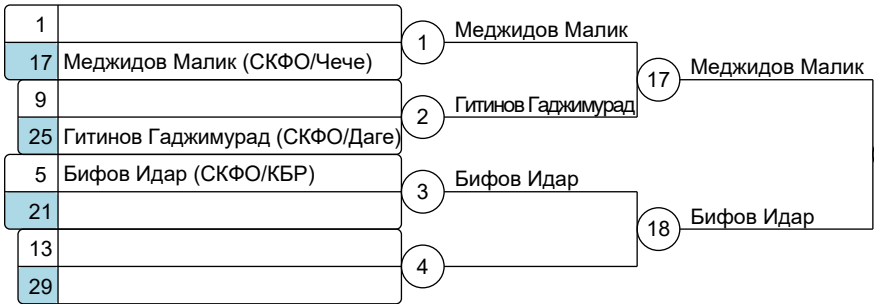 1
17 Меджидов Малик (СКФО/Чече)
9
25 Гитинов Гаджимурад (СКФО/Даге)
5 Бифов Идар (СКФО/КБР)
21
13
29
1 Меджидов Малик
2 Гитинов Гаджимурад
3 Бифов Идар
4
17 Меджидов Малик
18 Бифов Идар